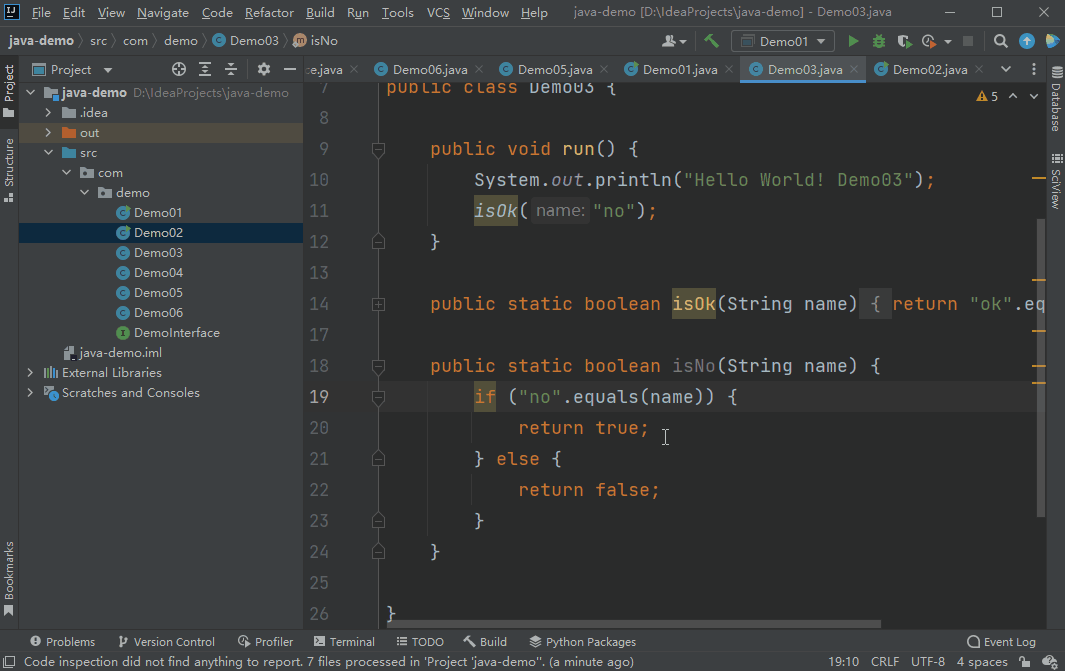 File Edit View Navigate Code Refactor Build Run Tools VCS Window Help java-demo [D:\IdeaProjects\java-demo] - Demo03.java
java-demo src com demo Demo03 isNo Demo01
Project ce.java Demo06.java Demo05.java Demo01.java Demo03.java Demo02.java
Project
Structure
Bookmarks
java-demo D:\IdeaProjects\java-demo
.idea
out
src
com
demo
Demo01
Demo02
Demo03
Demo04
Demo05
Demo06
DemoInterface
java-demo.iml
External Libraries
Scratches and Consoles
7 public class Demo03 {
8
9 public void run() {
10 System.out.println("Hello World! Demo03");
11 isOk( name: "no");
12 }
13
14 public static boolean isOk(String name) { return "ok".eq
17
18 public static boolean isNo(String name) {
19 if ("no".equals(name)) {
20 return true;
21 } else {
22 return false;
23 }
24 }
25
26 }
5
Database
SciView
Problems Version Control Profiler Terminal TODO Build Python Packages Event Log
Code inspection did not find anything to report. 7 files processed in 'Project 'java-demo''. (a minute ago) 19:10 CRLF UTF-8 4 spaces